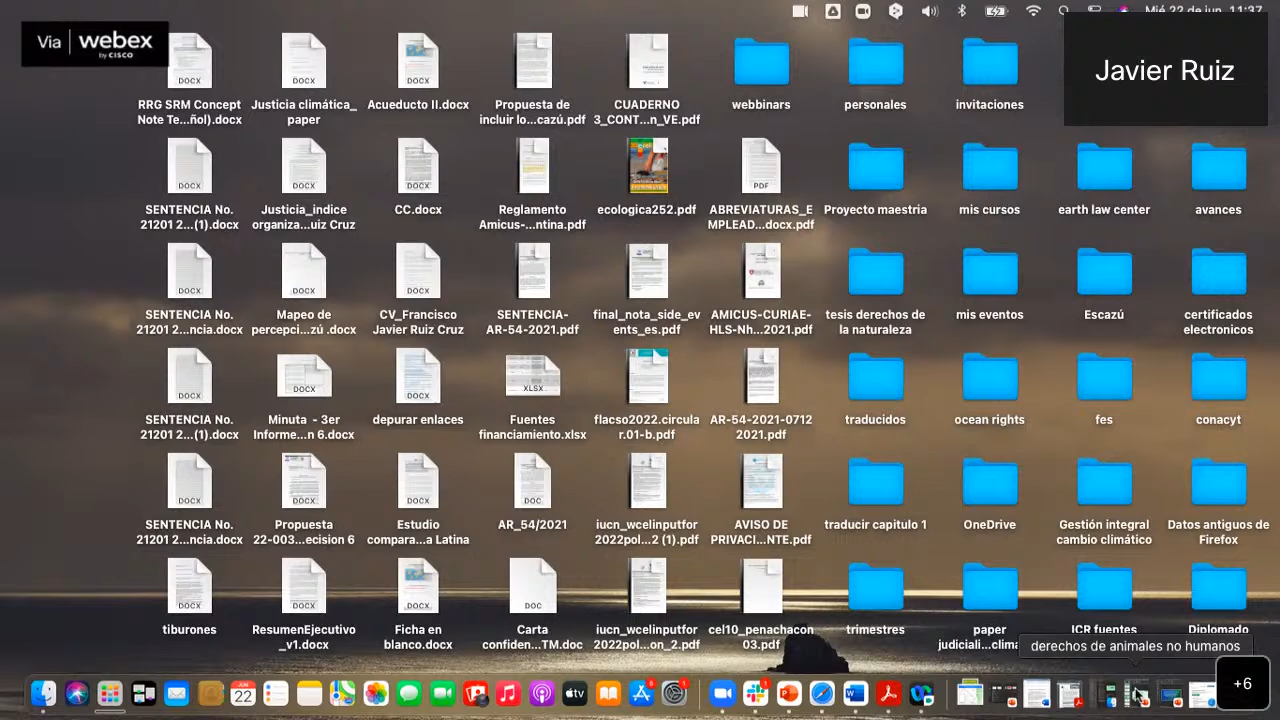 Mié 22 de jun. 11:37
Via | webex
by CISCO
Javier Ruiz
DOCX
DOCX
RRG SRM Concept
Note Te...ñol).docx
Justicia climática_
paper
Acueducto II.docx
Propuesta de
incluir lo...cazú.pdf
CUADERNO
3_CONT...n_VE.pdf
webbinars
personales
invitaciones
DOCX
DOCX
DOCX
PDF
SENTENCIA No.
21201 2...(1).docx
Justicia_indice
organiza...uiz Cruz
CC.docx
Reglamento
Amicus-...ntina.pdf
ecologica252.pdf
ABREVIATURAS_E
MPLEAD...docx.pdf
Proyecto maestria
mis cursos
earth law center
avances
DOCX
DOCX
DOCX
SENTENCIA No.
21201 2...ncia.docx
Mapeo de
percepci...zú .docx
CV_Francisco
Javier Ruiz Cruz
SENTENCIA-
AR-54-2021.pdf
final_nota_side_ev
ents_es.pdf
AMICUS-CURIAE-
HLS-Nh...2021.pdf
tesis derechos de
la naturaleza
mis eventos
Escazú
certificados
electronicos
DOCX
DOCX
DOCX
XLSX
SENTENCIA No.
21201 2...(1).docx
Minuta - 3er
Informe...n 6.docx
depurar enlaces
Fuentes
financiamiento.xlsx
flacso2022.circula
r.01-b.pdf
AR-54-2021-0712
2021.pdf
traducidos
ocean rights
fes
conacyt
DOCX
DOCX
DOCX
DOC
SENTENCIA No.
21201 2...ncia.docx
Propuesta
22-003...ecision 6
Estudio
compara...a Latina
AR_54/2021
iucn_wcelinputfor
2022pol...2 (1).pdf
AVISO DE
PRIVACI...NTE.pdf
traducir capitulo 1
OneDrive
Gestión integral
cambio climático
Datos antiguos de
Firefox
DOCX
DOCX
DOCX
DOC
tiburones
ResumenEjecutivo
_v1.docx
Ficha en
blanco.docx
Carta
confiden...TM.doc
iucn_wcelinputfor
2022pol...on_2.pdf
cel10_penachacon
03.pdf
trimestres
paper
judiciali...clima
JCR fuentes
Diplomado
derechos de animales no humanos
JUN
22
tv
+6